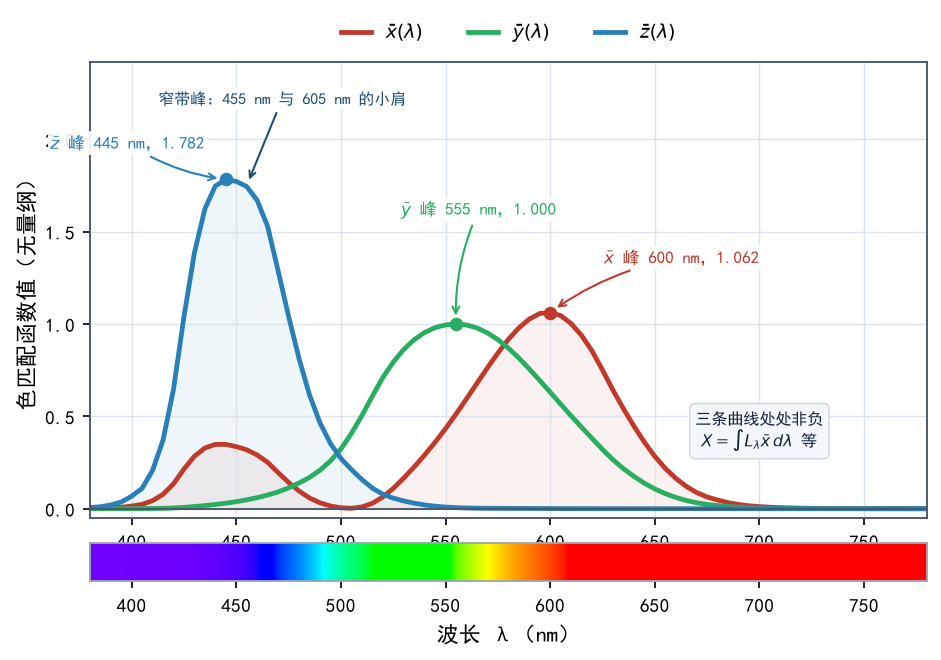 x̄(λ) ȳ(λ) z̄(λ)
窄带峰: 455 nm 与 605 nm 的小肩
z̄ 峰 445 nm, 1.782
ȳ 峰 555 nm, 1.000
x̄ 峰 600 nm, 1.062
三条曲线处处非负
X = ∫L_λ x̄ dλ 等
色匹配函数值（无量纲）
1.5
1.0
0.5
0.0
400 450 500 550 600 650 700 750
400 450 500 550 600 650 700 750
波长 λ （nm）